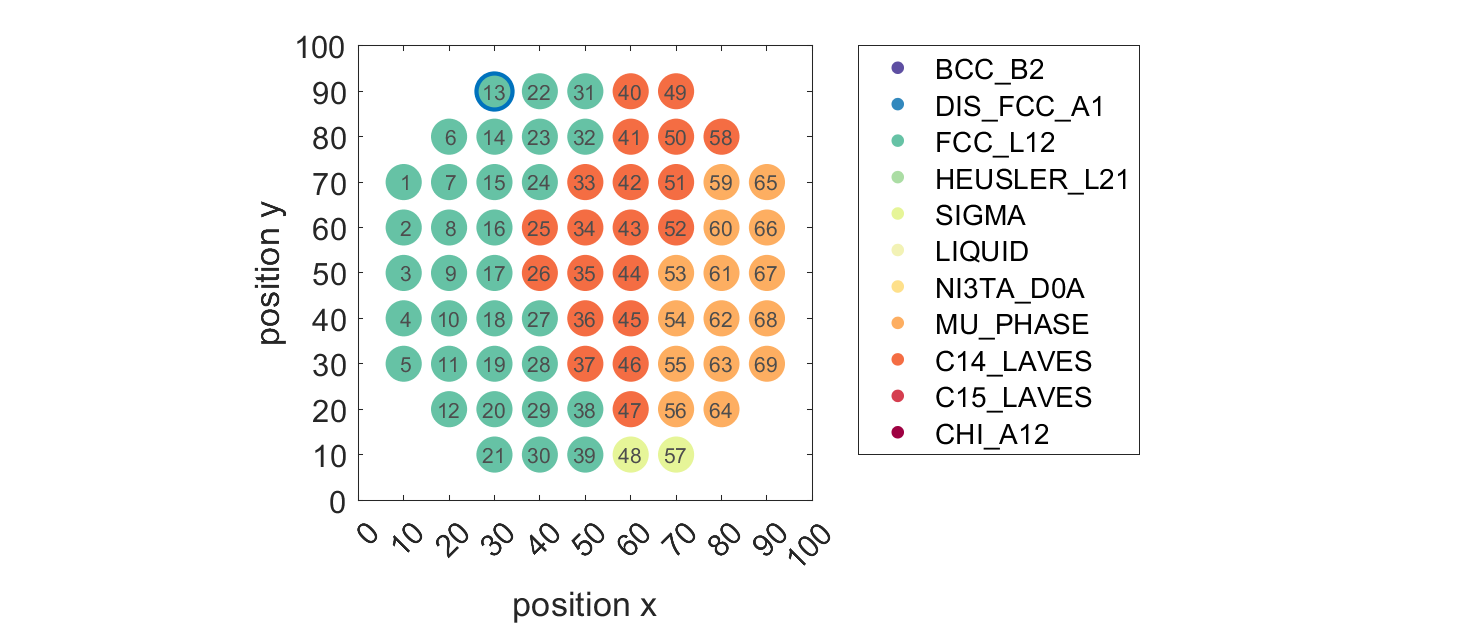 100
90 13 22 31 40 49
80 6 14 23 32 41 50 58
70 1 7 15 24 33 42 51 59 65
60 2 8 16 25 34 43 52 60 66
50 3 9 17 26 35 44 53 61 67
40 4 10 18 27 36 45 54 62 68
30 5 11 19 28 37 46 55 63 69
20 12 20 29 38 47 56 64
10 21 30 39 48 57
0
position y
0 10 20 30 40 50 60 70 80 90 100
position x
BCC_B2
DIS_FCC_A1
FCC_L12
HEUSLER_L21
SIGMA
LIQUID
NI3TA_D0A
MU_PHASE
C14_LAVES
C15_LAVES
CHI_A12